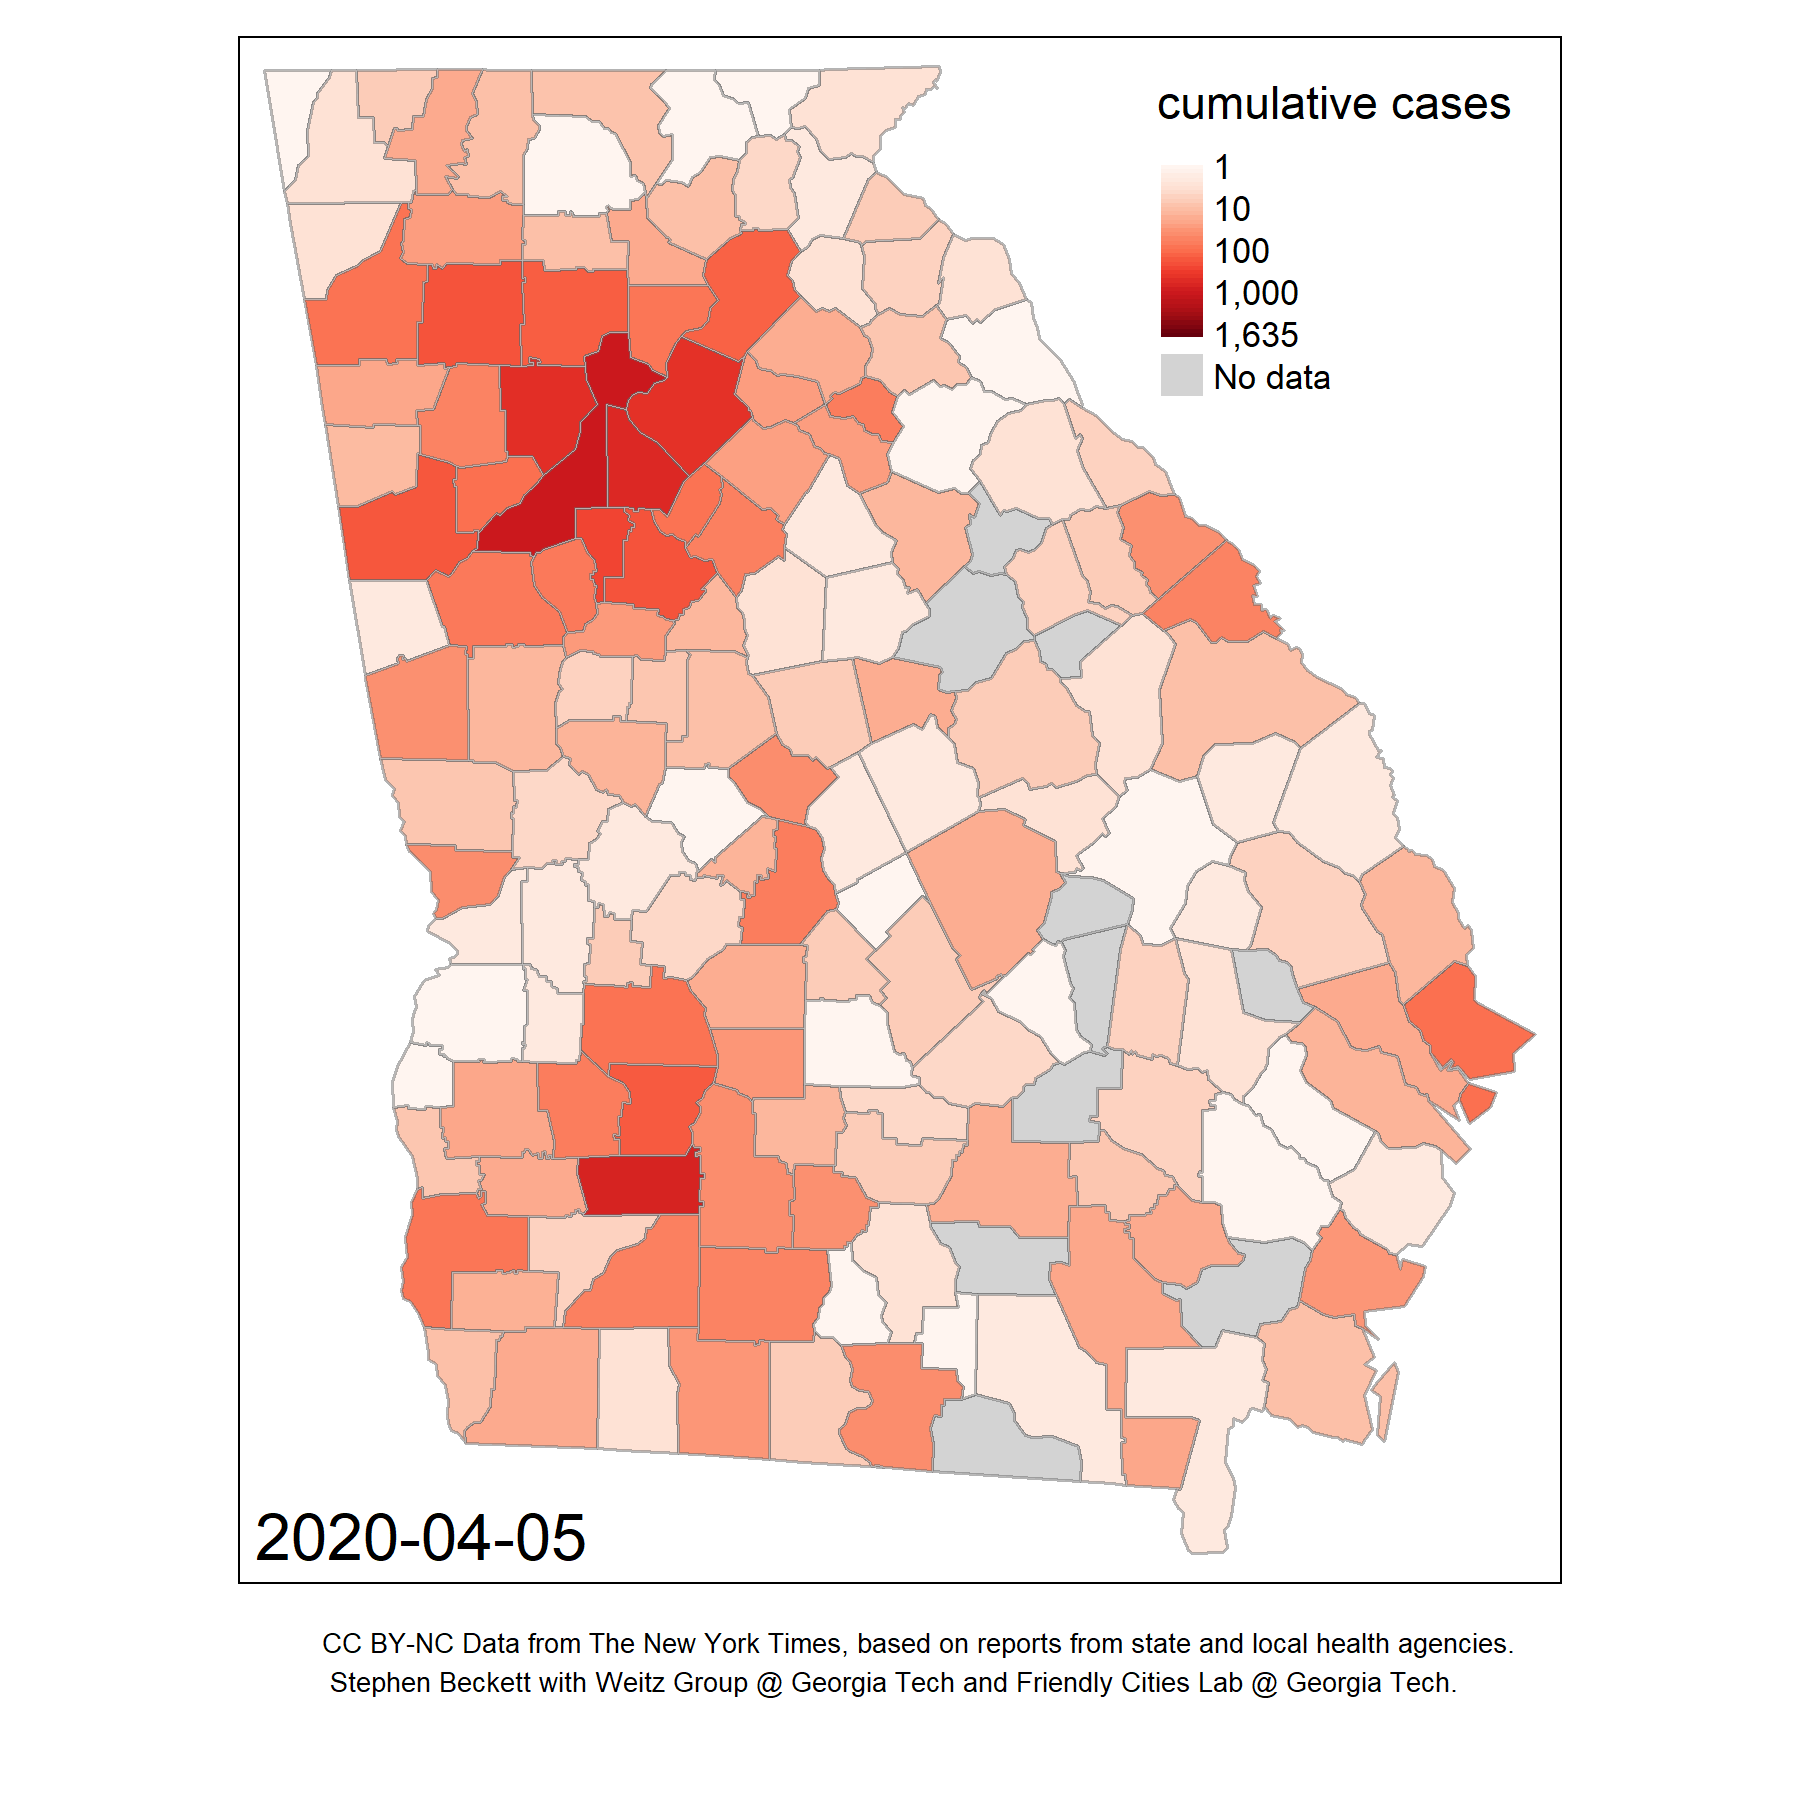 cumulative cases
1
10
100
1,000
1,635
No data
2020-04-05
CC BY-NC Data from The New York Times, based on reports from state and local health agencies.
Stephen Beckett with Weitz Group @ Georgia Tech and Friendly Cities Lab @ Georgia Tech.